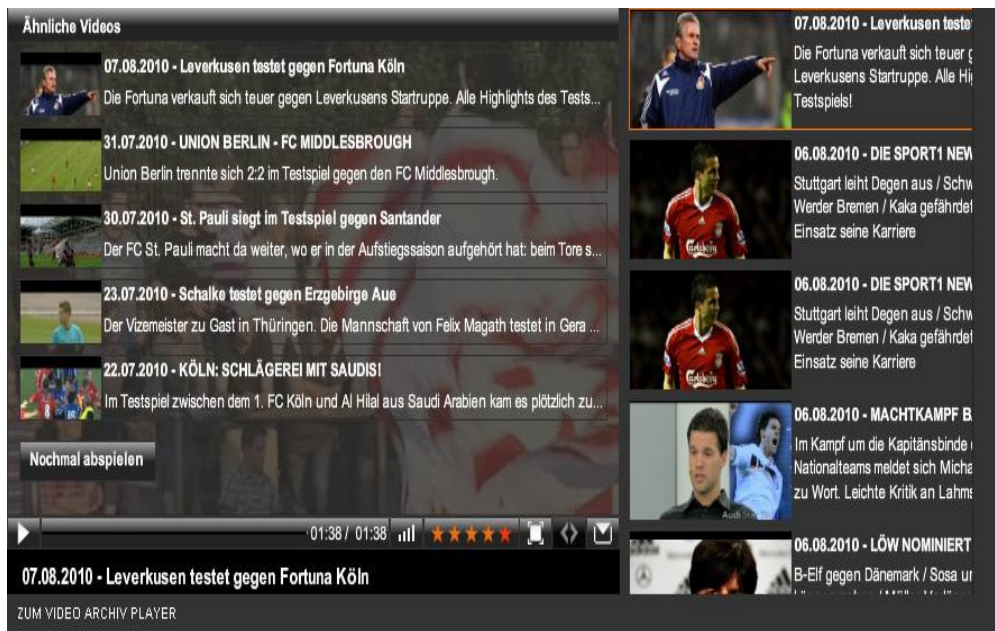 Ähnliche Videos
07.08.2010 - Leverkusen testet gegen Fortuna Köln
Die Fortuna verkauft sich teuer gegen Leverkusens Startruppe. Alle Highlights des Tests...
31.07.2010 - UNION BERLIN - FC MIDDLESBROUGH
Union Berlin trennte sich 2:2 im Testspiel gegen den FC Middlesbrough.
30.07.2010 - St. Pauli siegt im Testspiel gegen Santander
Der FC St. Pauli macht da weiter, wo er in der Aufstiegssaison aufgehört hat: beim Tore s...
23.07.2010 - Schalke testet gegen Erzgebirge Aue
Der Vizemeister zu Gast in Thüringen. Die Mannschaft von Felix Magath testet in Gera ...
22.07.2010 - KÖLN: SCHLÄGEREI MIT SAUDIS!
Im Testspiel zwischen dem 1. FC Köln und Al Hilal aus Saudi Arabien kam es plötzlich zu...
Nochmal abspielen
01:38 / 01:38
07.08.2010 - Leverkusen testet gegen Fortuna Köln
ZUM VIDEO ARCHIV PLAYER
07.08.2010 - Leverkusen teste
Die Fortuna verkauft sich teuer g
Leverkusens Startruppe. Alle Hig
Testspiels!
06.08.2010 - DIE SPORT1 NEW
Stuttgart leiht Degen aus / Schw
Werder Bremen / Kaka gefährdet
Einsatz seine Karriere
Carlsberg
06.08.2010 - DIE SPORT1 NEW
Stuttgart leiht Degen aus / Schw
Werder Bremen / Kaka gefährdet
Einsatz seine Karriere
Carlsberg
06.08.2010 - MACHTKAMPF B
Im Kampf um die Kapitänsbinde
Nationalteams meldet sich Micha
zu Wort. Leichte Kritik an Lahms
Audi
06.08.2010 - LÖW NOMINIERT
B-Elf gegen Dänemark / Sosa un